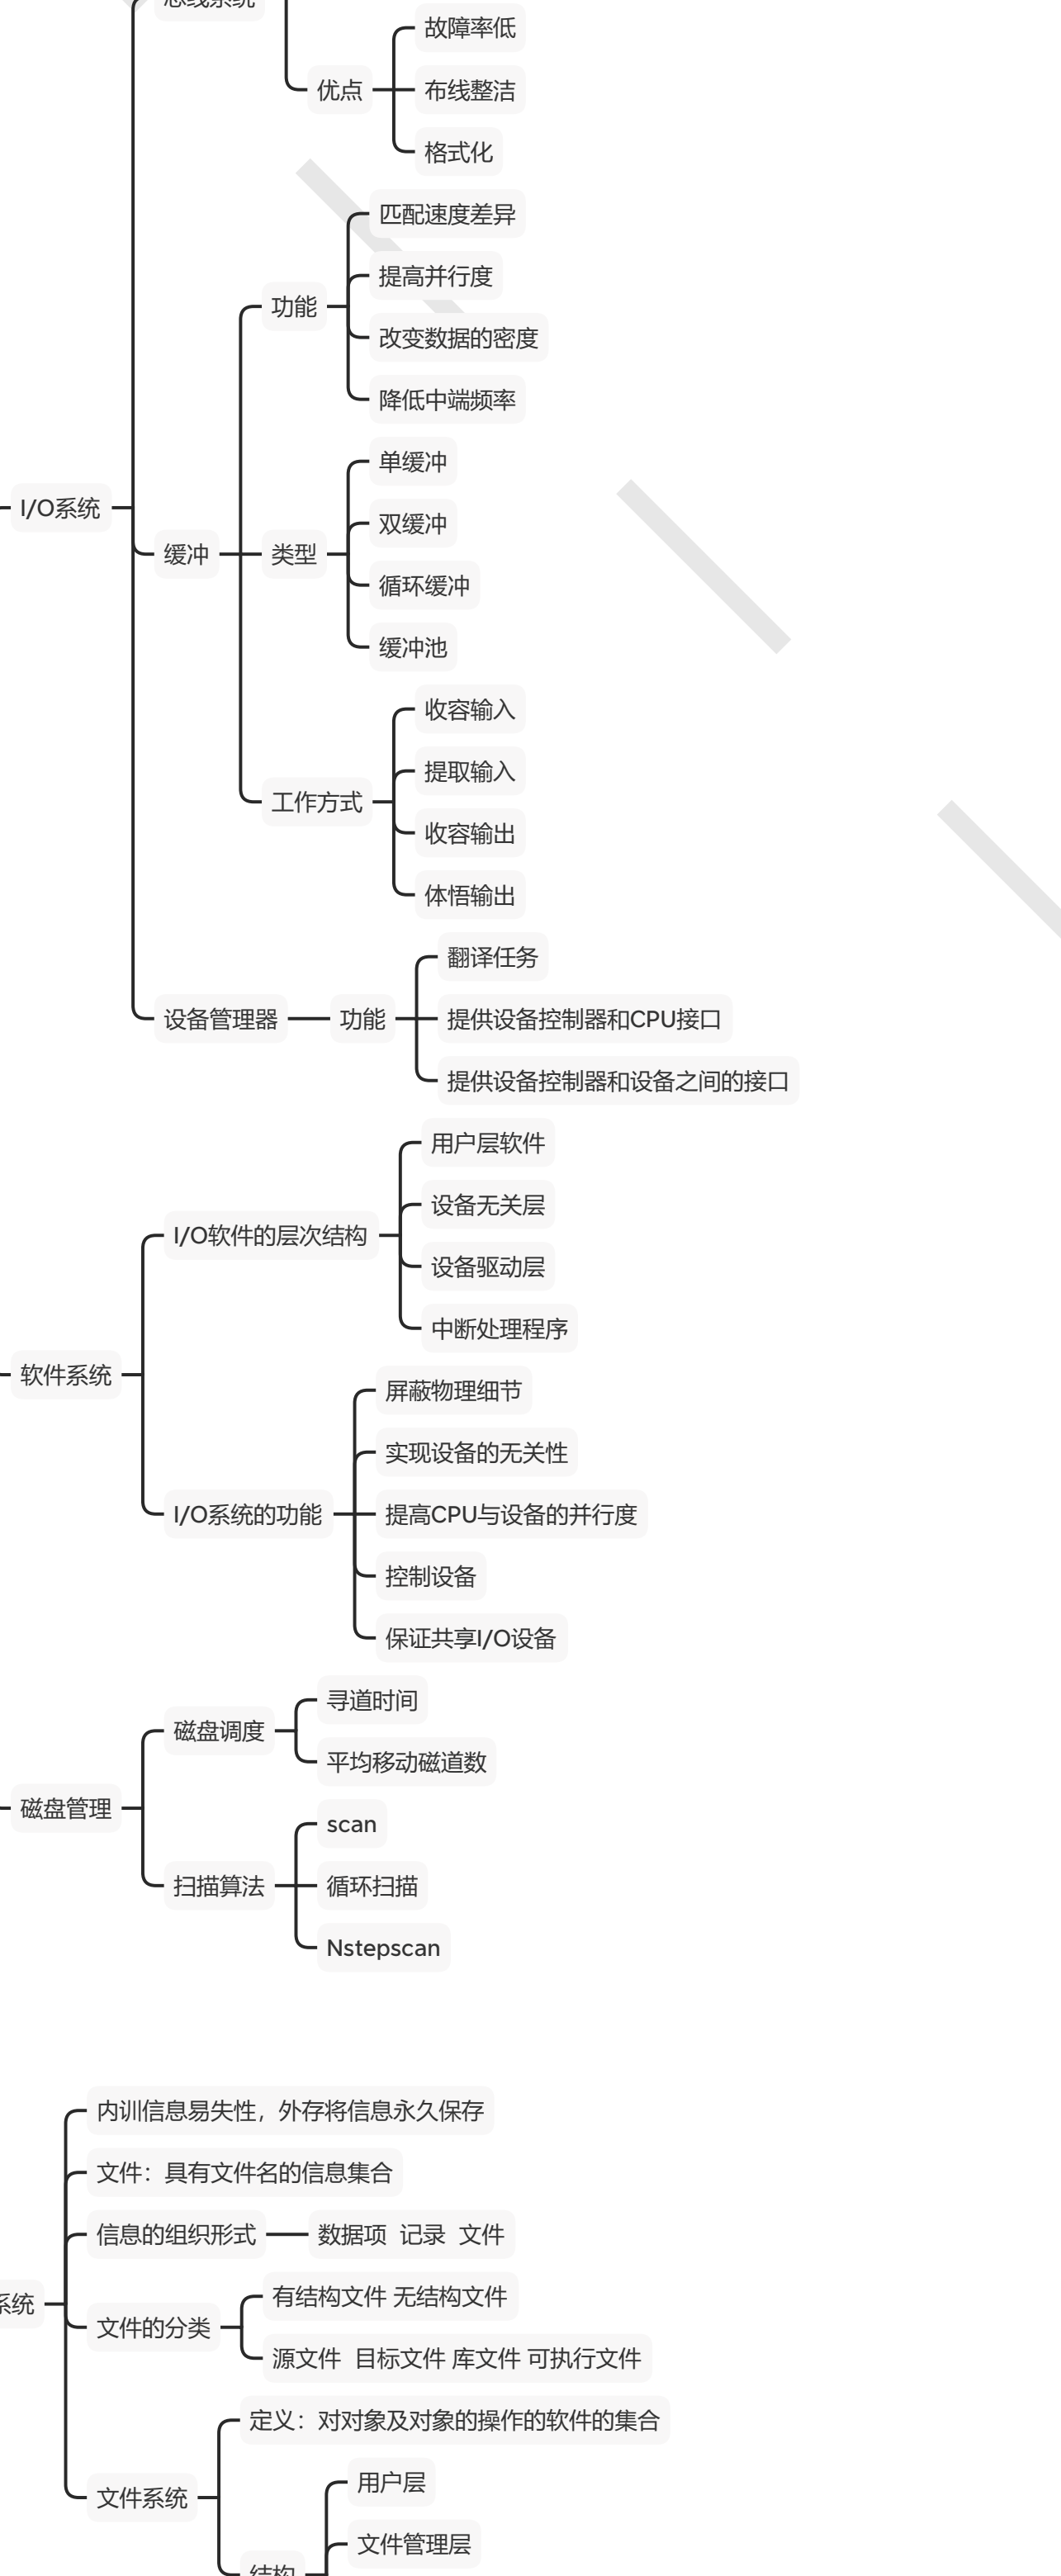 总线系统
故障率低
优点
布线整洁
格式化
匹配速度差异
提高并行度
功能
改变数据的密度
降低中端频率
单缓冲
I/O系统
双缓冲
缓冲
类型
循环缓冲
缓冲池
收容输入
提取输入
工作方式
收容输出
体悟输出
翻译任务
设备管理器
功能
提供设备控制器和CPU接口
提供设备控制器和设备之间的接口
用户层软件
设备无关层
I/O软件的层次结构
设备驱动层
中断处理程序
软件系统
屏蔽物理细节
实现设备的无关性
I/O系统的功能
提高CPU与设备的并行度
控制设备
保证共享I/O设备
寻道时间
磁盘调度
平均移动磁道数
磁盘管理
scan
扫描算法
循环扫描
Nstepscan
内训信息易失性，外存将信息永久保存
文件：具有文件名的信息集合
信息的组织形式
数据项 记录 文件
系统
有结构文件 无结构文件
文件的分类
源文件 目标文件 库文件 可执行文件
定义：对对象及对象的操作的软件的集合
文件系统
用户层
文件管理层
结构